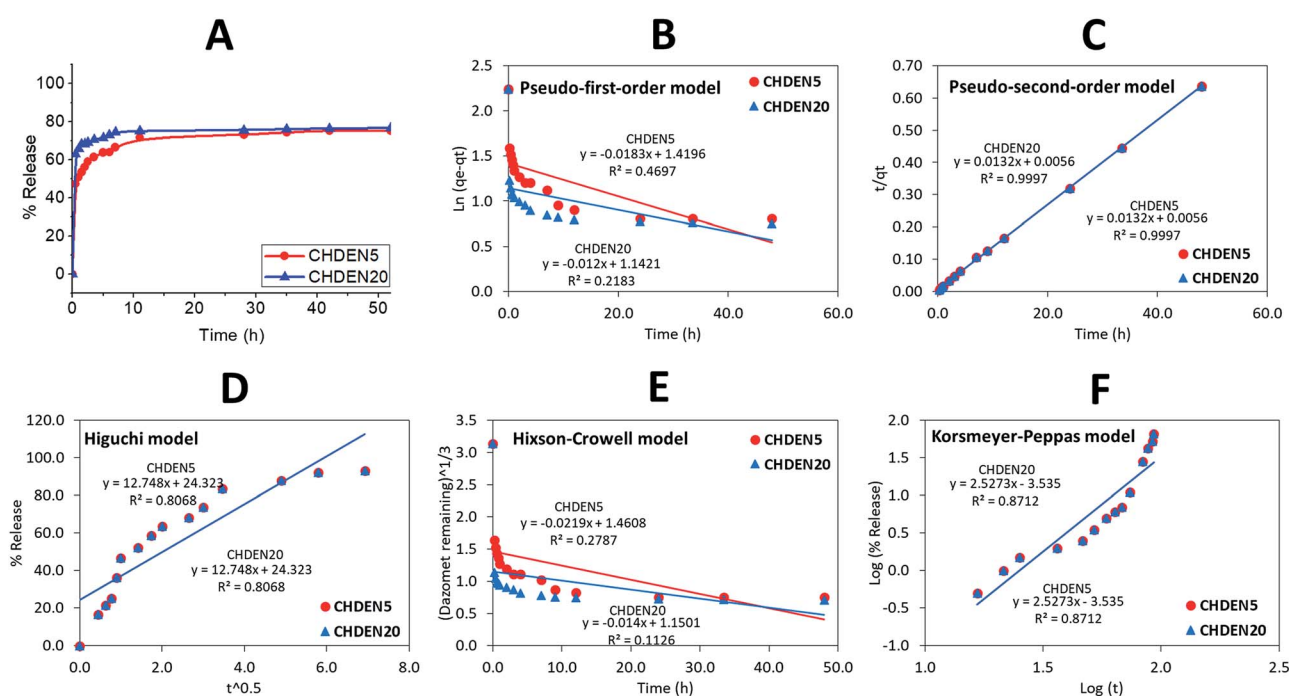 A
% Release
100
80
60
40
20
0
0
10
20
30
40
50
Time (h)
CHDEN5
CHDEN20
B
Pseudo-first-order model
CHDEN5
CHDEN20
Ln (qe-qt)
2.5
2.0
1.5
1.0
0.5
0.0
0.0
20.0
40.0
60.0
Time (h)
CHDEN5
y = -0.0183x + 1.4196
R² = 0.4697
CHDEN20
y = -0.012x + 1.1421
R² = 0.2183
C
Pseudo-second-order model
t/qt
0.70
0.60
0.50
0.40
0.30
0.20
0.10
0.00
0.0
20.0
40.0
60.0
Time (h)
CHDEN20
y = 0.0132x + 0.0056
R² = 0.9997
CHDEN5
y = 0.0132x + 0.0056
R² = 0.9997
CHDEN5
CHDEN20
D
Higuchi model
% Release
120.0
100.0
80.0
60.0
40.0
20.0
0.0
0.0
2.0
4.0
6.0
8.0
t^0.5
CHDEN5
y = 12.748x + 24.323
R² = 0.8068
CHDEN20
y = 12.748x + 24.323
R² = 0.8068
CHDEN5
CHDEN20
E
Hixson-Crowell model
CHDEN5
CHDEN20
(Dazomet remaining)^1/3
3.5
3.0
2.5
2.0
1.5
1.0
0.5
0.0
0.0
10.0
20.0
30.0
40.0
50.0
Time (h)
CHDEN5
y = -0.0219x + 1.4608
R² = 0.2787
CHDEN20
y = -0.014x + 1.1501
R² = 0.1126
F
Korsmeyer-Peppas model
Log (% Release)
2.0
1.5
1.0
0.5
0.0
-0.5
-1.0
1.0
1.5
2.0
2.5
Log (t)
CHDEN20
y = 2.5273x - 3.535
R² = 0.8712
CHDEN5
y = 2.5273x - 3.535
R² = 0.8712
CHDEN5
CHDEN20